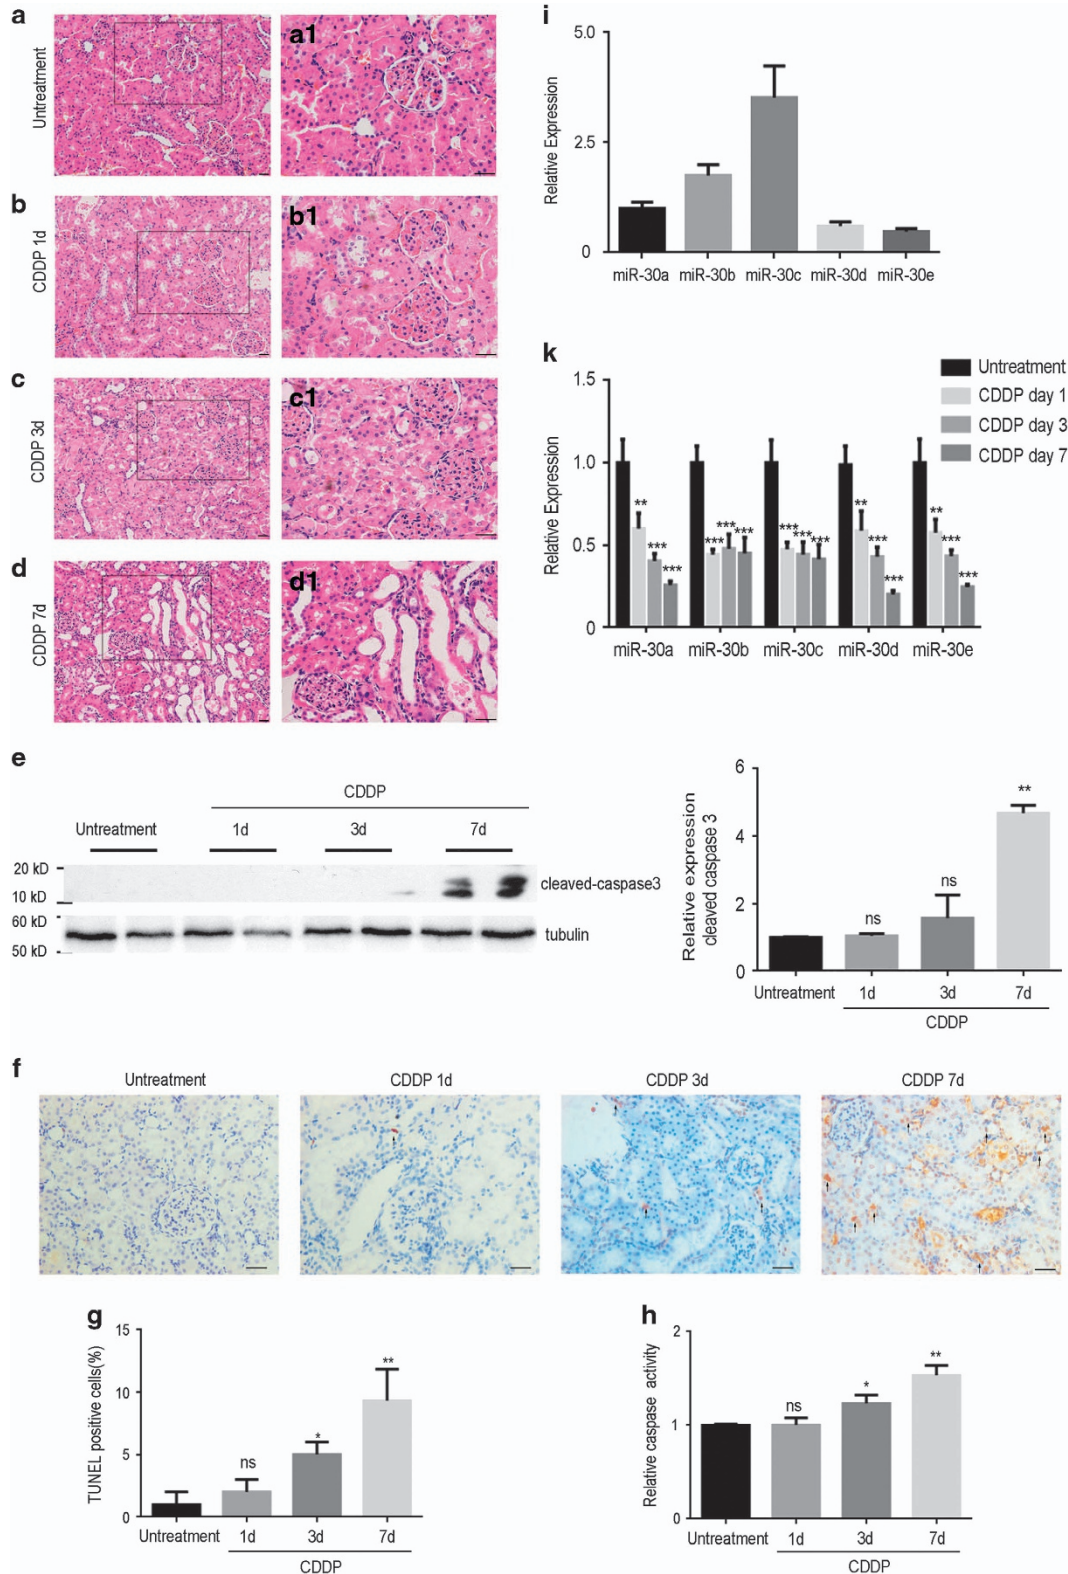 a
Untreatment
a1
b
CDDP 1d
b1
c
CDDP 3d
c1
d
CDDP 7d
d1
i
Relative Expression
5.0
2.5
0
miR-30a miR-30b miR-30c miR-30d miR-30e
k
Untreatment
CDDP day 1
CDDP day 3
CDDP day 7
Relative Expression
1.5
1.0
0.5
0
** *** ***
*** *** ***
*** *** ***
** *** ***
** *** ***
miR-30a miR-30b miR-30c miR-30d miR-30e
e
CDDP
Untreatment 1d 3d 7d
20 kD
10 kD
cleaved-caspase3
60 kD
50 kD
tubulin
Relative expression
cleaved caspase 3
6
4
2
0
ns ns **
Untreatment 1d 3d 7d
CDDP
f
Untreatment CDDP 1d CDDP 3d CDDP 7d
g
TUNEL positive cells(%)
15
10
5
0
ns * **
Untreatment 1d 3d 7d
CDDP
h
Relative caspase activity
2
1
0
ns * **
Untreatment 1d 3d 7d
CDDP